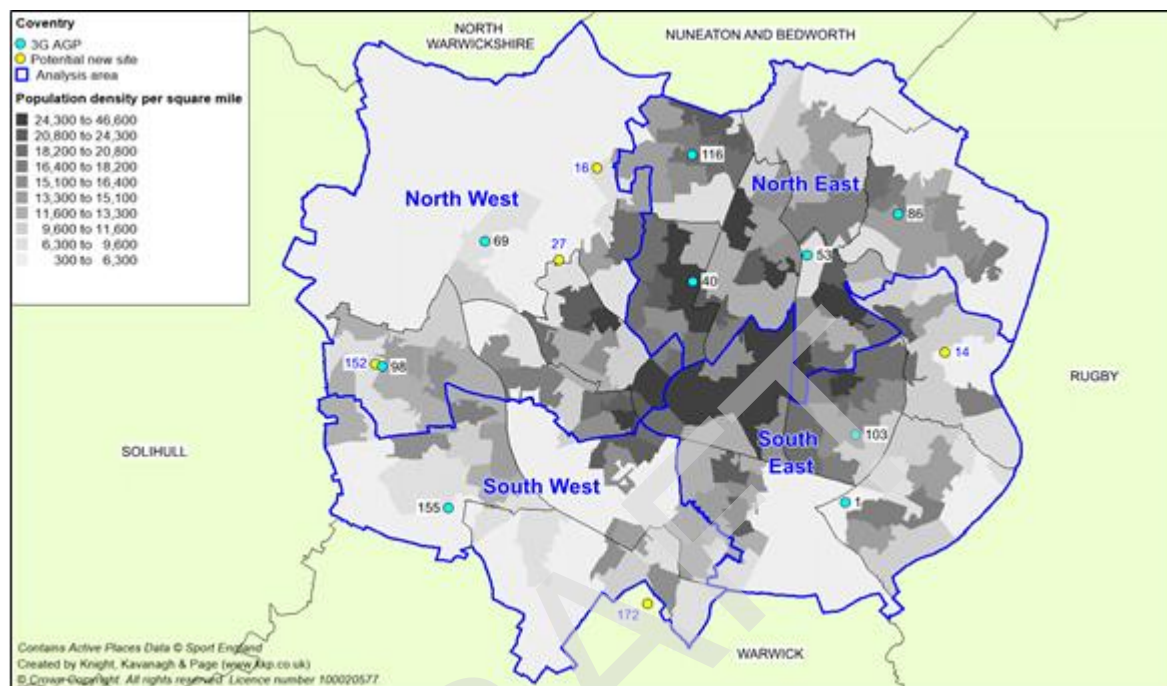 Coventry
3G AGP
Potential new site
Analysis area
Population density per square mile
24,300 to 46,600
20,800 to 24,300
18,200 to 20,800
16,400 to 18,200
15,100 to 16,400
13,300 to 15,100
11,600 to 13,300
9,600 to 11,600
6,300 to 9,600
300 to 6,300
NORTH
WARWICKSHIRE
NUNEATON AND BEDWORTH
116
16
North East
North West
86
69
27
53
40
14
152
98
RUGBY
103
SOLIHULL
South
East
South West
1
155
172
WARWICK
DRAFT
Contains Active Places Data © Sport England
Created by Knight, Kavanagh & Page (www.kkp.co.uk)
© Crown Copyright. All rights reserved. Licence number 100020577